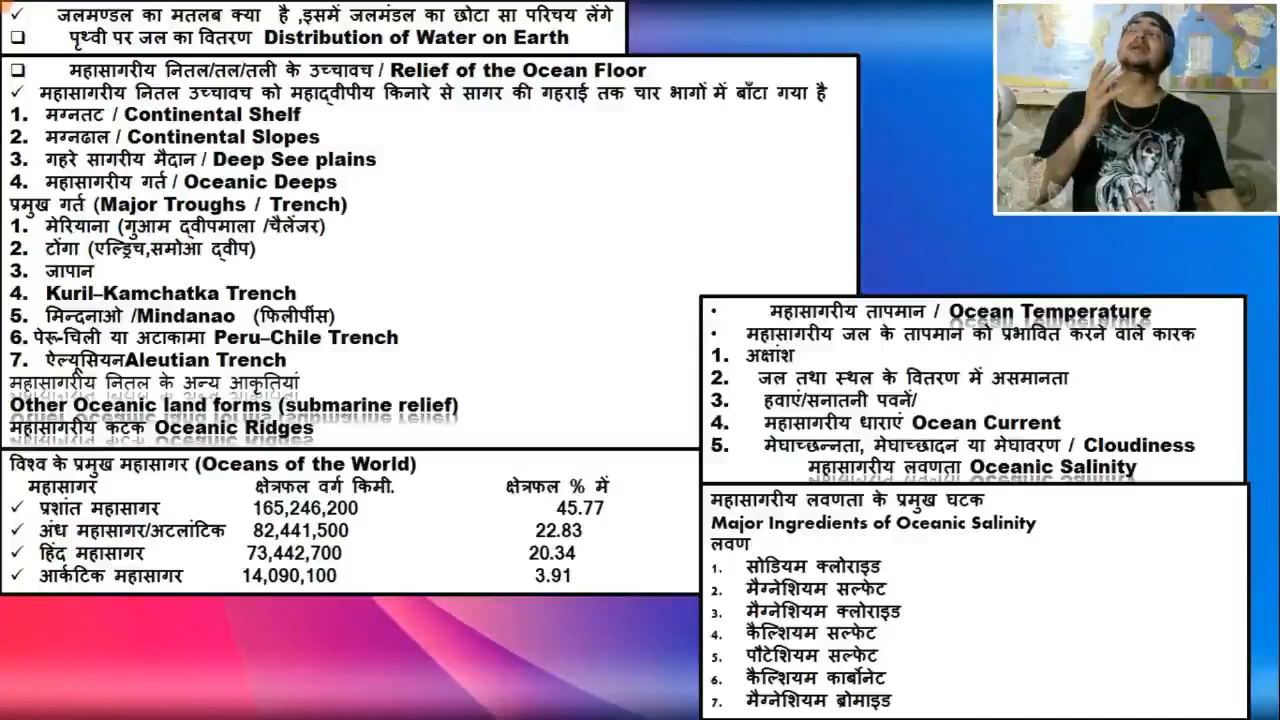 ✓ जलमण्डल का मतलब क्या है ,इसमें जलमंडल का छोटा सा परिचय लेंगे
❑ पृथ्वी पर जल का वितरण Distribution of Water on Earth
❑ महासागरीय नितल/तल/तली के उच्चावच / Relief of the Ocean Floor
✓ महासागरीय नितल उच्चावच को महाद्वीपीय किनारे से सागर की गहराई तक चार भागों में बाँटा गया है
1. मग्नतट / Continental Shelf
2. मग्नढाल / Continental Slopes
3. गहरे सागरीय मैदान / Deep See plains
4. महासागरीय गर्त / Oceanic Deeps
प्रमुख गर्त (Major Troughs / Trench)
1. मेरियाना (गुआम द्वीपमाला /चैलेंजर)
2. टोंगा (एल्ड्रिच,समोआ द्वीप)
3. जापान
4. Kuril–Kamchatka Trench
5. मिन्दनाओ /Mindanao (फिलीपींस)
6. पेरू-चिली या अटाकामा Peru–Chile Trench
7. ऐल्यूसियनAleutian Trench
महासागरीय नितल के अन्य आकृतियां
Other Oceanic land forms (submarine relief)
महासागरीय कटक Oceanic Ridges
विश्व के प्रमुख महासागर (Oceans of the World)
महासागर क्षेत्रफल वर्ग किमी. क्षेत्रफल % में
✓ प्रशांत महासागर 165,246,200 45.77
✓ अंध महासागर/अटलांटिक 82,441,500 22.83
✓ हिंद महासागर 73,442,700 20.34
✓ आर्कटिक महासागर 14,090,100 3.91
• महासागरीय तापमान / Ocean Temperature
• महासागरीय जल के तापमान को प्रभावित करने वाले कारक
1. अक्षांश
2. जल तथा स्थल के वितरण में असमानता
3. हवाएं/सनातनी पवनें/
4. महासागरीय धाराएं Ocean Current
5. मेघाच्छन्नता, मेघाच्छादन या मेघावरण / Cloudiness
महासागरीय लवणता Oceanic Salinity
महासागरीय लवणता के प्रमुख घटक
Major Ingredients of Oceanic Salinity
लवण
1. सोडियम क्लोराइड
2. मैग्नेशियम सल्फेट
3. मैग्नेशियम क्लोराइड
4. कैल्शियम सल्फेट
5. पौटेशियम सल्फेट
6. कैल्शियम कार्बोनेट
7. मैग्नेशियम ब्रोमाइड